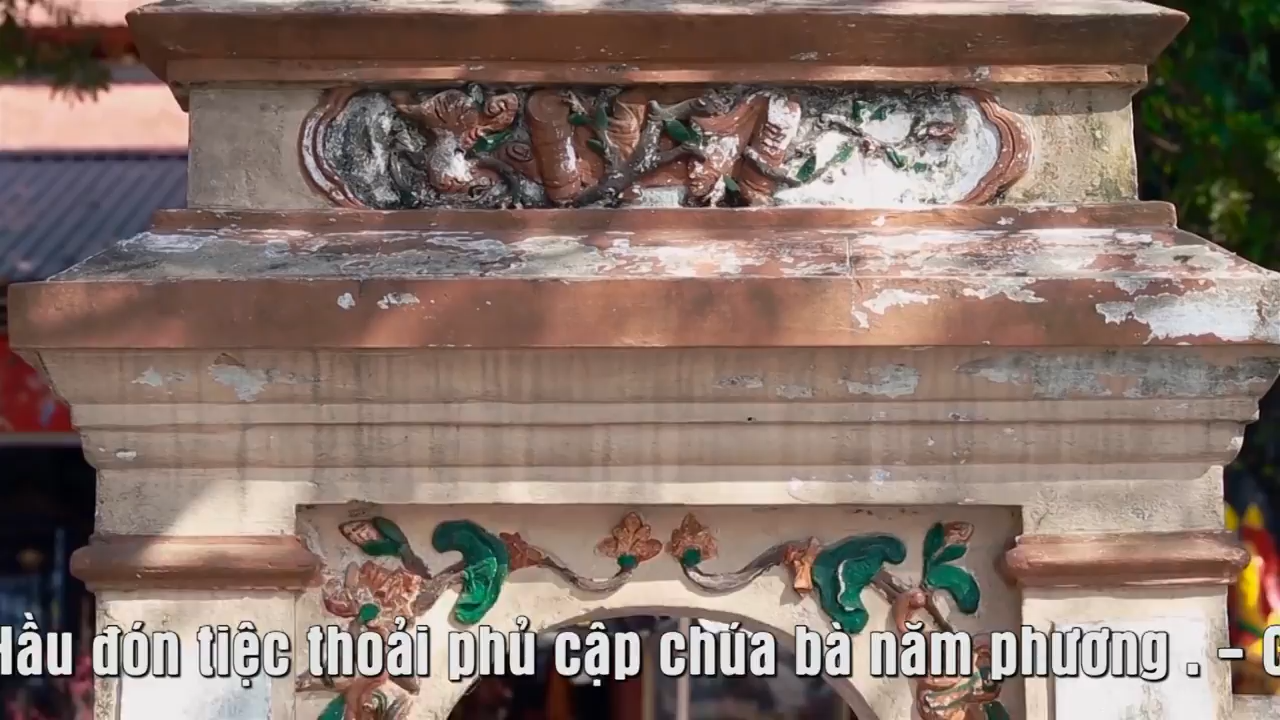 Hầu đón tiệc thoải phủ cập chúa bà năm phương . -